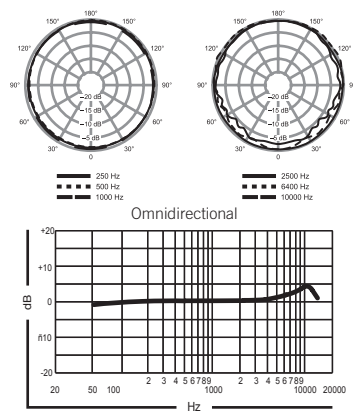 180°
180°
150°
150°
150°
150°
120°
120°
120°
120°
90°
90°
90°
90°
–20 dB
–20 dB
–15 dB
–15 dB
60°
60°
60°
60°
–10 dB
–10 dB
–5 dB
–5 dB
30°
30°
30°
30°
0
0
250 Hz
2500 Hz
500 Hz
6400 Hz
1000 Hz
10000 Hz
Omnidirectional
+20
+10
dB
0
ñ10
-20
2 3 4 5 6 7 8 9 2 3 4 5 6 7 8 9
20 50 100 1000 10000 20000
Hz